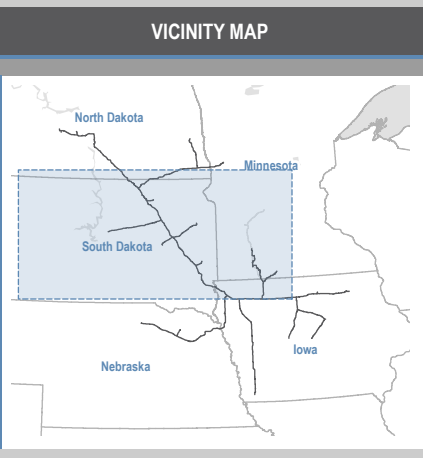 VICINITY MAP
North Dakota
Minnesota
South Dakota
Iowa
Nebraska